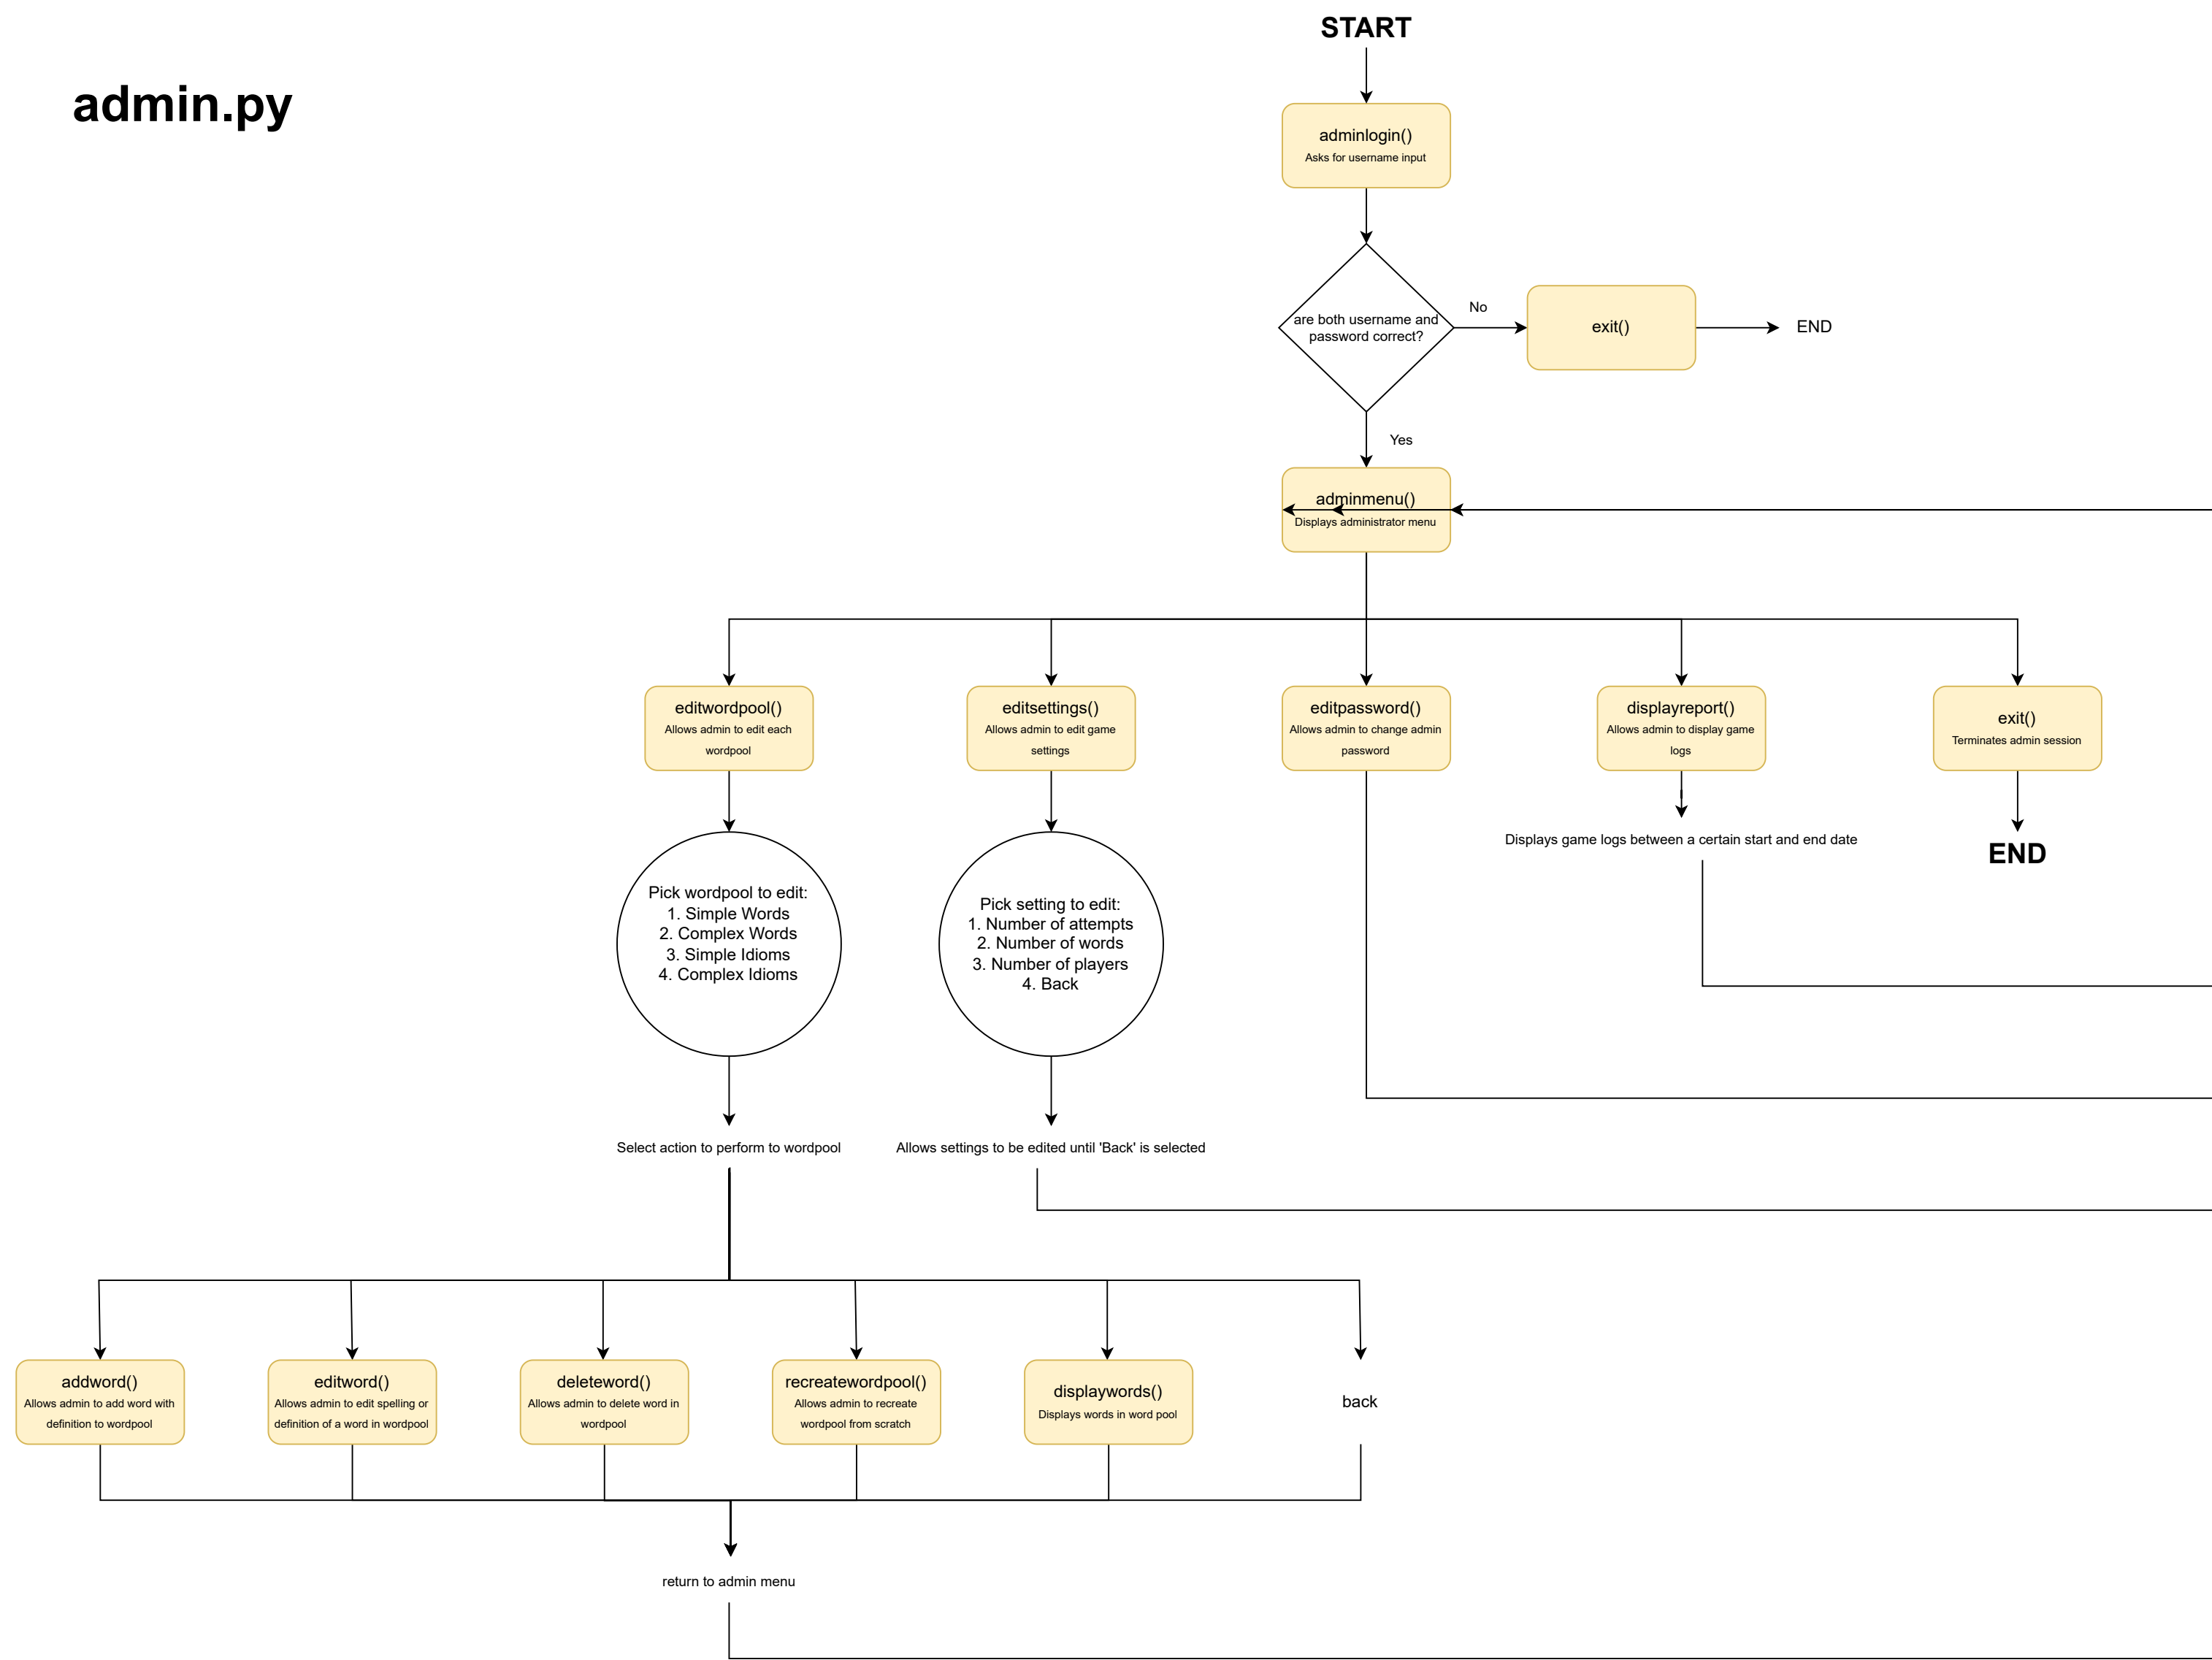 START
admin.py
adminlogin()
Asks for username input
are both username and
password correct?
No
exit()
END
Yes
adminmenu()
Displays administrator menu
editwordpool()
Allows admin to edit each
wordpool
editsettings()
Allows admin to edit game
settings
editpassword()
Allows admin to change admin
password
displayreport()
Allows admin to display game
logs
exit()
Terminates admin session
Displays game logs between a certain start and end date
END
Pick wordpool to edit:
1. Simple Words
2. Complex Words
3. Simple Idioms
4. Complex Idioms
Pick setting to edit:
1. Number of attempts
2. Number of words
3. Number of players
4. Back
Select action to perform to wordpool
Allows settings to be edited until 'Back' is selected
addword()
Allows admin to add word with
definition to wordpool
editword()
Allows admin to edit spelling or
definition of a word in wordpool
deleteword()
Allows admin to delete word in
wordpool
recreatewordpool()
Allows admin to recreate
wordpool from scratch
displaywords()
Displays words in word pool
back
return to admin menu